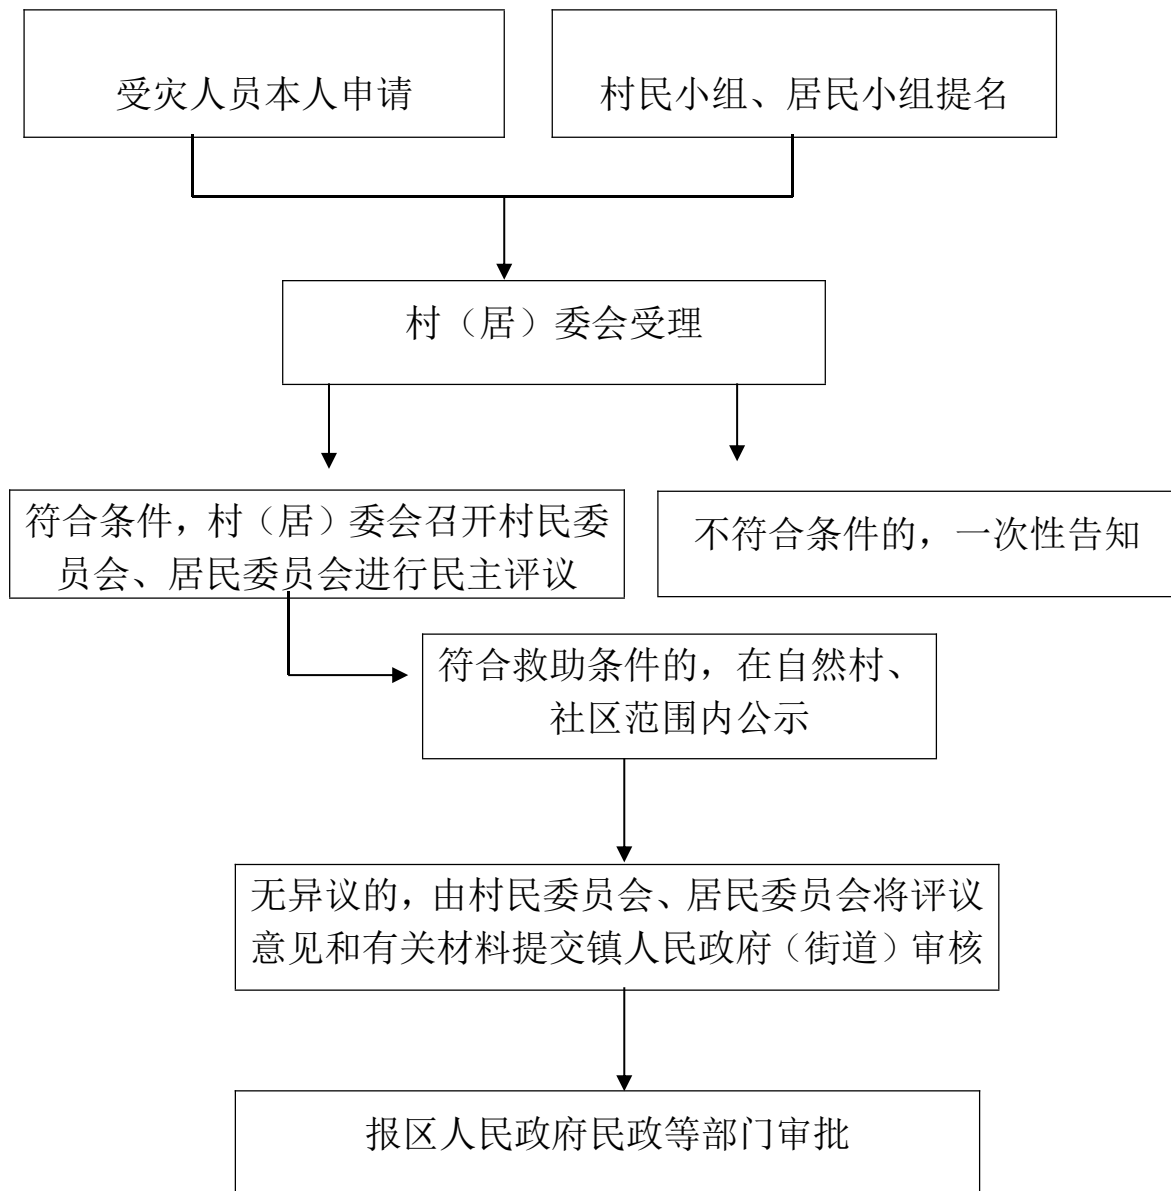 受灾人员本人申请
村民小组、居民小组提名
村（居）委会受理
符合条件，村（居）委会召开村民委
员会、居民委员会进行民主评议
不符合条件的，一次性告知
符合救助条件的，在自然村、
社区范围内公示
无异议的，由村民委员会、居民委员会将评议
意见和有关材料提交镇人民政府（街道）审核
报区人民政府民政等部门审批